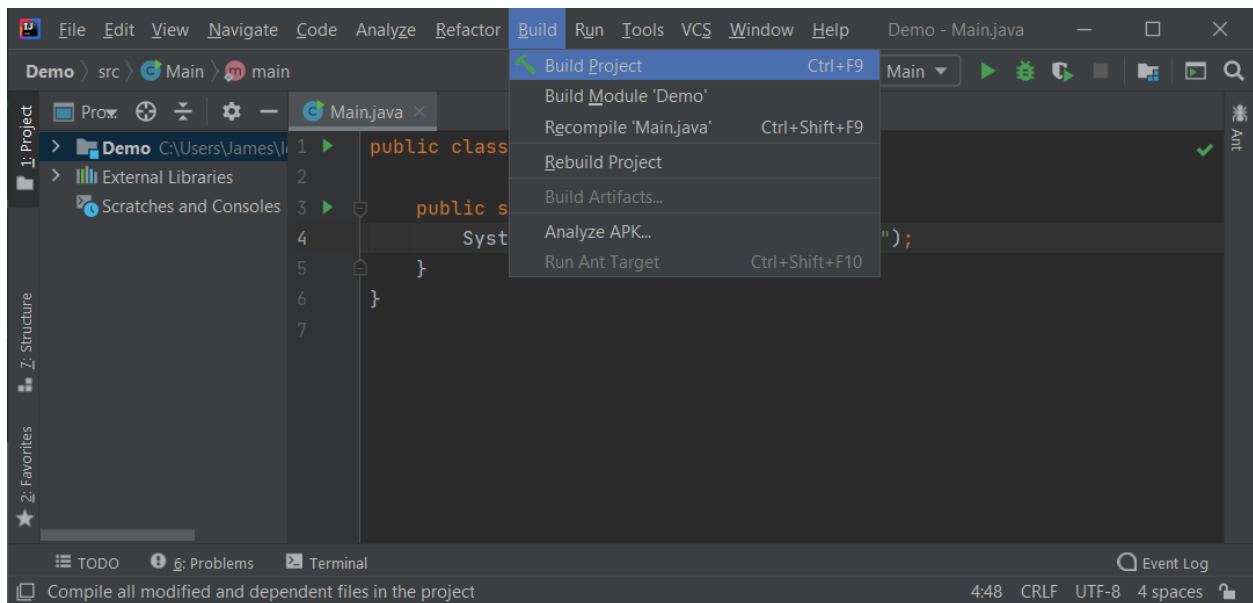 File Edit View Navigate Code Analyze Refactor Build Run Tools VCS Window Help Demo - Main.java
Demo src Main main
Main
Main.java
1: Project
Demo C:\Users\James\
External Libraries
Scratches and Consoles
7: Structure
2: Favorites
1 public class
2
3 public s
4 Syst ");
5 }
6 }
7
Build Project Ctrl+F9
Build Module 'Demo'
Recompile 'Main.java' Ctrl+Shift+F9
Rebuild Project
Build Artifacts...
Analyze APK...
Run Ant Target Ctrl+Shift+F10
Ant
TODO 6: Problems Terminal Event Log
Compile all modified and dependent files in the project 4:48 CRLF UTF-8 4 spaces